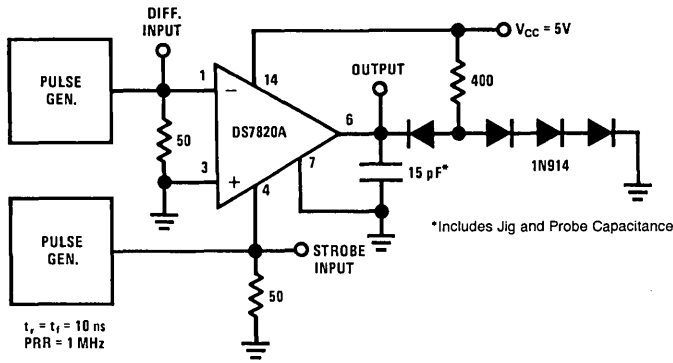 DIFF.
INPUT
PULSE
GEN.
1
−
14
V_CC = 5V
400
OUTPUT
DS7820A
6
50
3
+
7
4
15 pF*
1N914
*Includes Jig and Probe Capacitance
PULSE
GEN.
STROBE
INPUT
50
t_r = t_f = 10 ns
PRR = 1 MHz